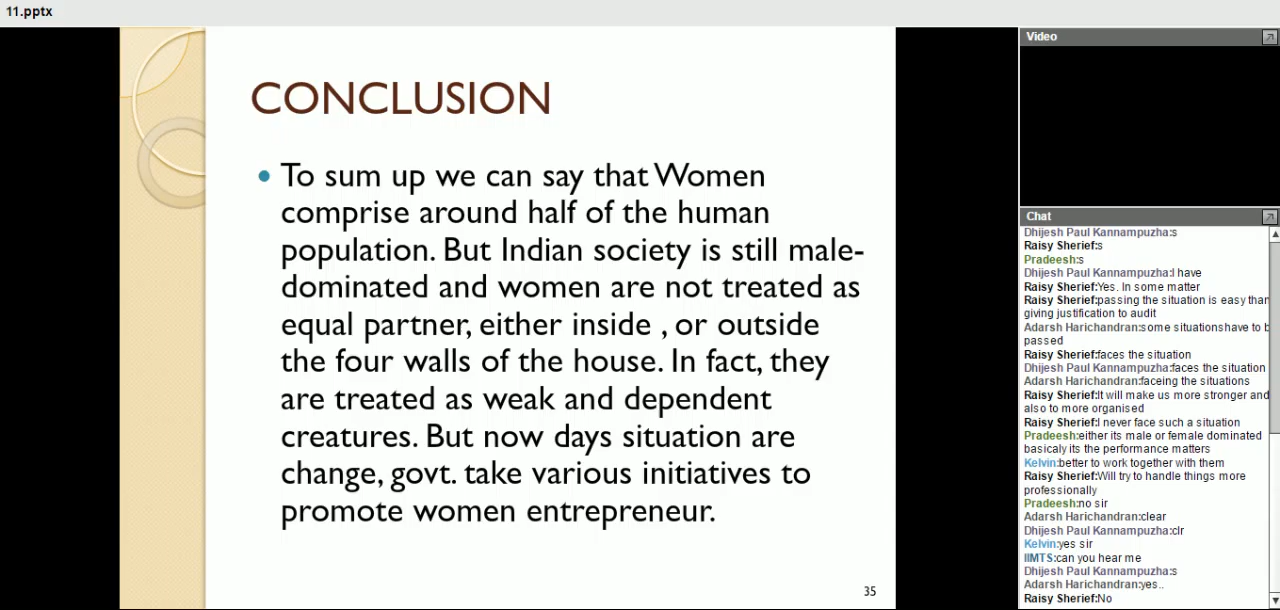 11.pptx
CONCLUSION
• To sum up we can say that Women
comprise around half of the human
population. But Indian society is still male-
dominated and women are not treated as
equal partner, either inside , or outside
the four walls of the house. In fact, they
are treated as weak and dependent
creatures. But now days situation are
change, govt. take various initiatives to
promote women entrepreneur.
35
Video
Chat
Dhijesh Paul Kannampuzha:s
Raisy Sherief:s
Pradeesh:s
Dhijesh Paul Kannampuzha:I have
Raisy Sherief:Yes. In some matter
Raisy Sherief:passing the situation is easy than
giving justification to audit
Adarsh Harichandran:some situations have to b
passed
Raisy Sherief:faces the situation
Dhijesh Paul Kannampuzha:faces the situation
Adarsh Harichandran:faceing the situations
Raisy Sherief:It will make us more stronger and
also to more organised
Raisy Sherief:I never face such a situation
Pradeesh:either its male or female dominated
basicaly its the performance matters
Kelvin:better to work together with them
Raisy Sherief:Will try to handle things more
professionally
Pradeesh:no sir
Adarsh Harichandran:clear
Dhijesh Paul Kannampuzha:clr
Kelvin:yes sir
IIMTS:can you hear me
Dhijesh Paul Kannampuzha:s
Adarsh Harichandran:yes..
Raisy Sherief:No